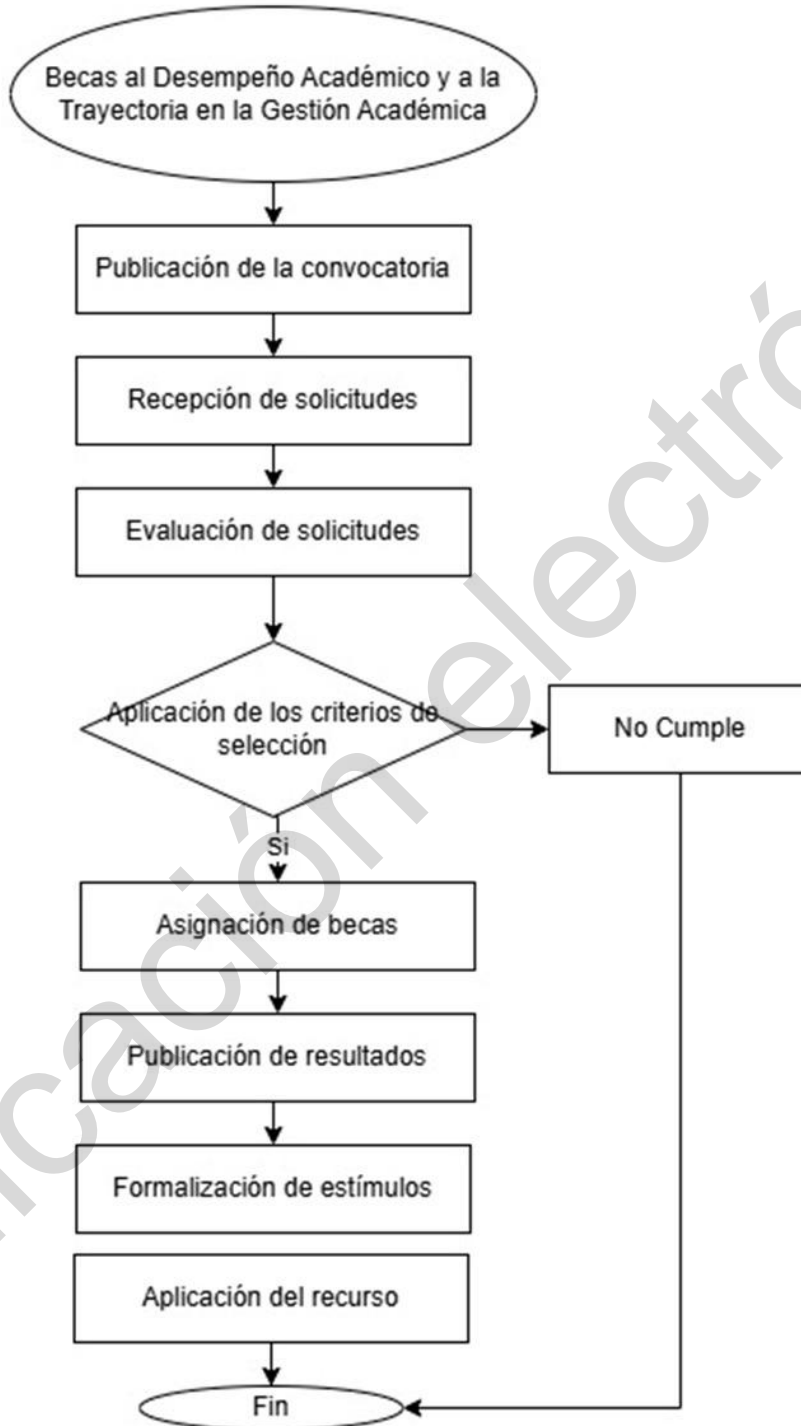 Becas al Desempeño Académico y a la
Trayectoria en la Gestión Académica
Publicación de la convocatoria
Recepción de solicitudes
Evaluación de solicitudes
Aplicación de los criterios de
selección
No Cumple
Si
Asignación de becas
Publicación de resultados
Formalización de estímulos
Aplicación del recurso
Fin